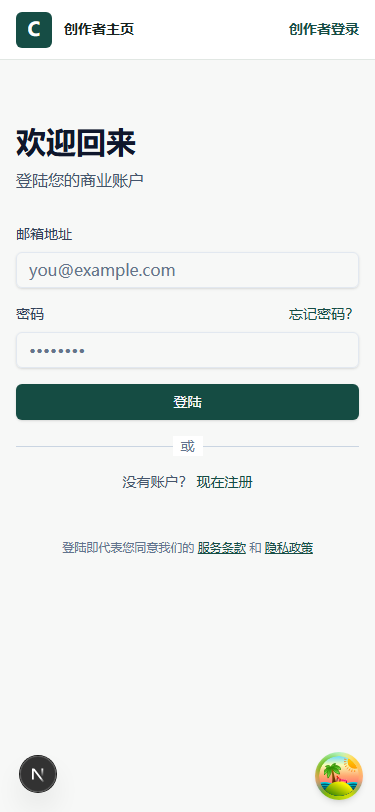 C 创作者主页 创作者登录
欢迎回来
登陆您的商业账户
邮箱地址
you@example.com
密码 忘记密码?
••••••••
登陆
或
没有账户? 现在注册
登陆即代表您同意我们的 服务条款 和 隐私政策
N